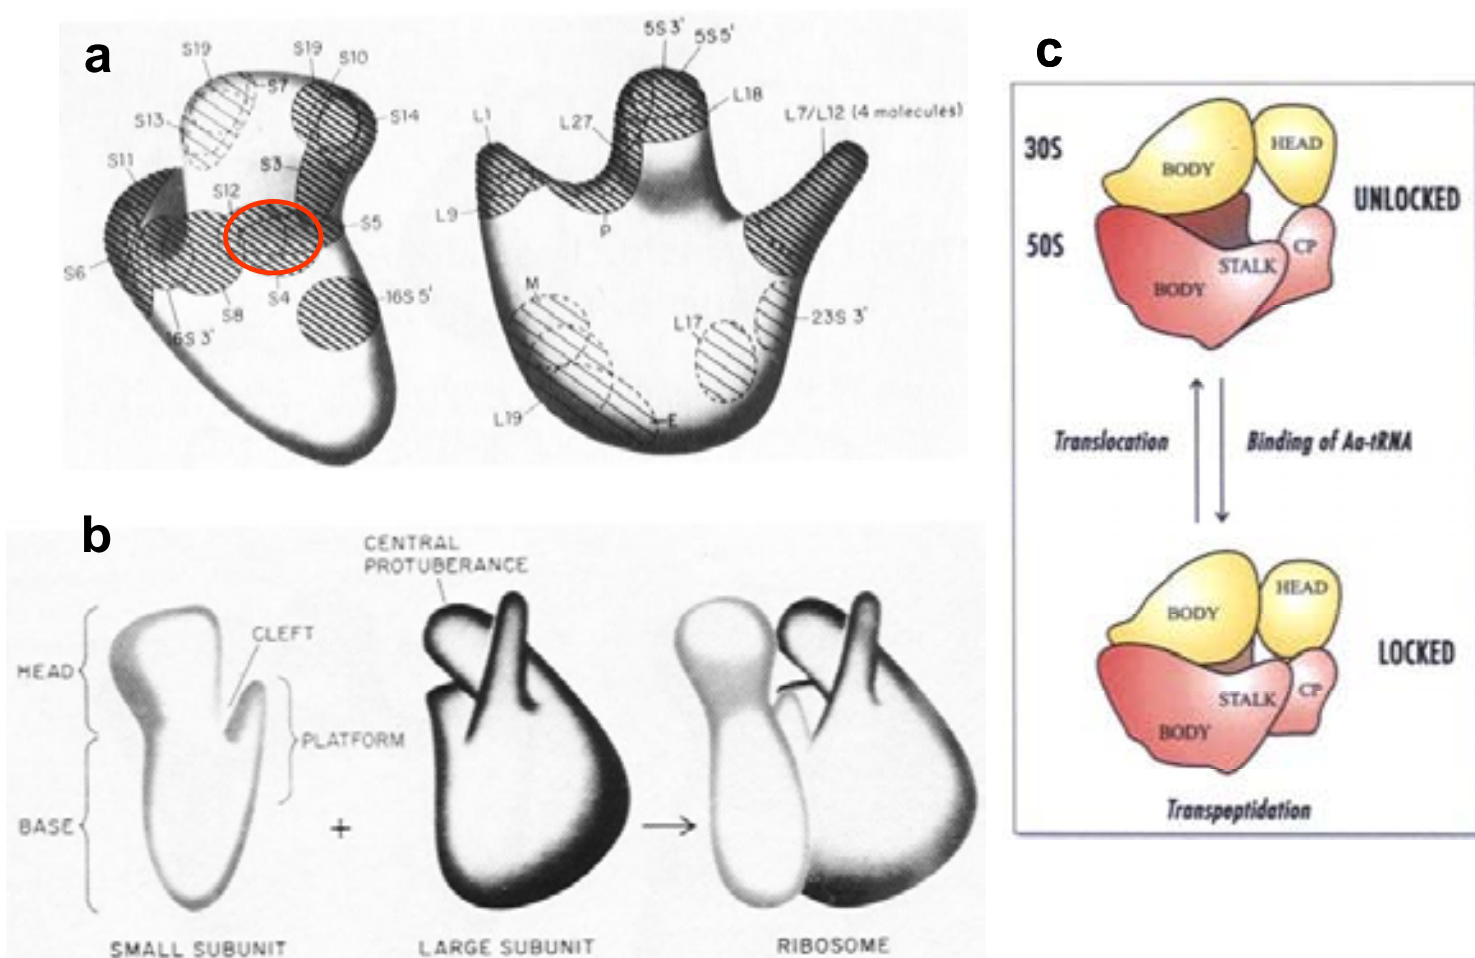 a
S19
S19
S10
S7
S14
S13
S3
S11
S12
S5
S6
S4
S8
16S 5'
16S 3'
5S 3'
5S 5'
L18
L1
L27
L7/L12 (4 molecules)
L9
P
M
L17
23S 3'
L19
E
b
CENTRAL
PROTUBERANCE
CLEFT
HEAD
PLATFORM
BASE
+
SMALL SUBUNIT
LARGE SUBUNIT
RIBOSOME
c
30S
BODY
HEAD
UNLOCKED
50S
STALK
CP
BODY
Translocation
Binding of Aa-tRNA
HEAD
BODY
LOCKED
STALK
CP
BODY
Transpeptidation